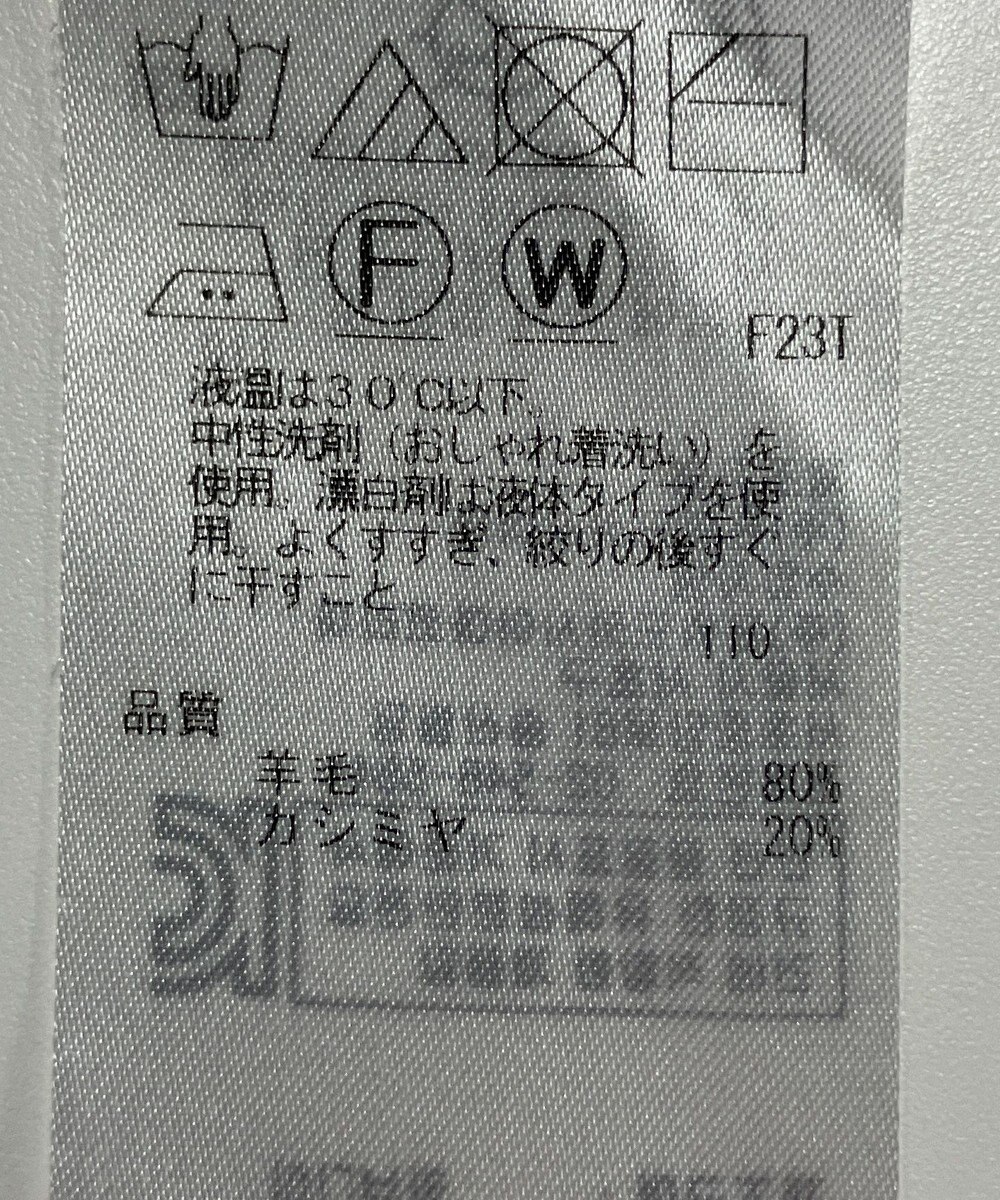 F
W
F23T
液温は30℃以下。
中性洗剤(おしゃれ着洗い)を
使用。漂白剤は液体タイプを使
用。よくすすぎ、絞りの後すぐ
に干すこと。
110
品質
羊毛 80%
カシミヤ 20%